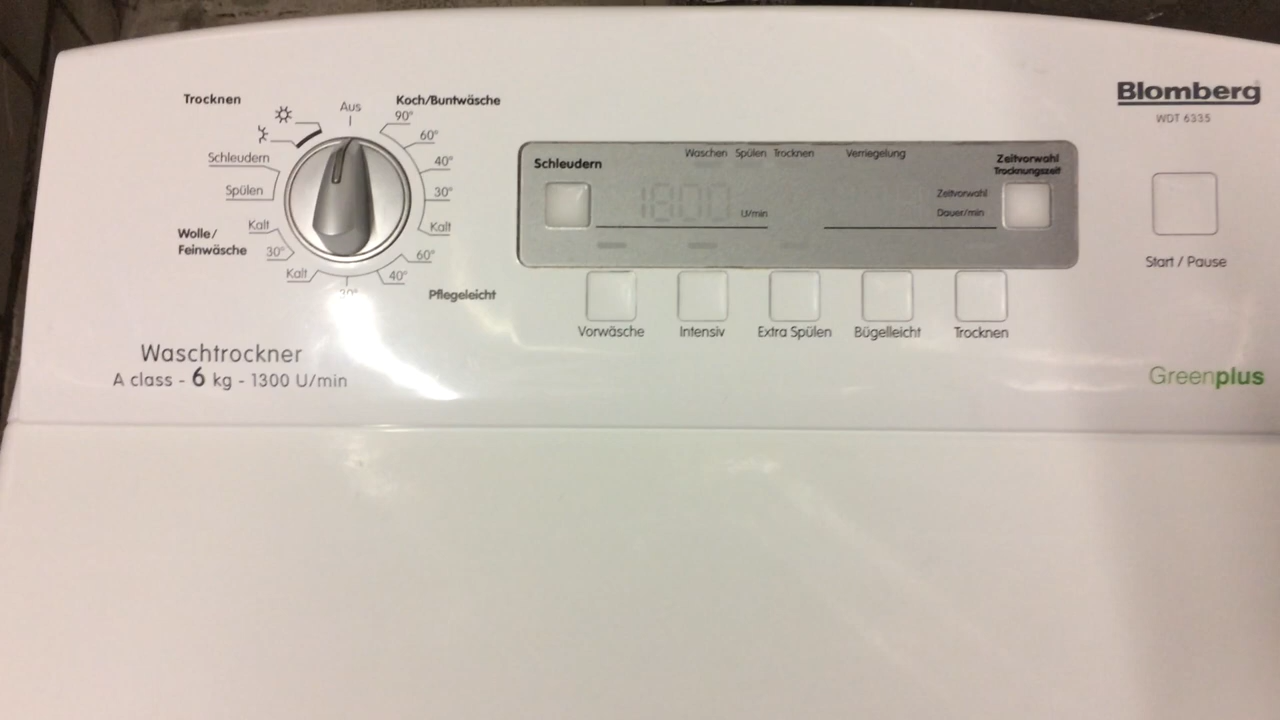 Trocknen
Aus
Koch/Buntwäsche
90°
60°
40°
30°
Kalt
60°
40°
Pflegeleicht
30°
Kalt
Wolle/
Feinwäsche
30°
Kalt
Spülen
Schleudern
Waschtrockner
A class - 6 kg - 1300 U/min
Schleudern
Waschen Spülen Trocknen Verriegelung
Zeitvorwahl
Trocknungszeit
U/min
Zeitvorwahl
Dauer/min
Vorwäsche Intensiv Extra Spülen Bügelleicht Trocknen
Blomberg
WDT 6335
Start / Pause
Greenplus